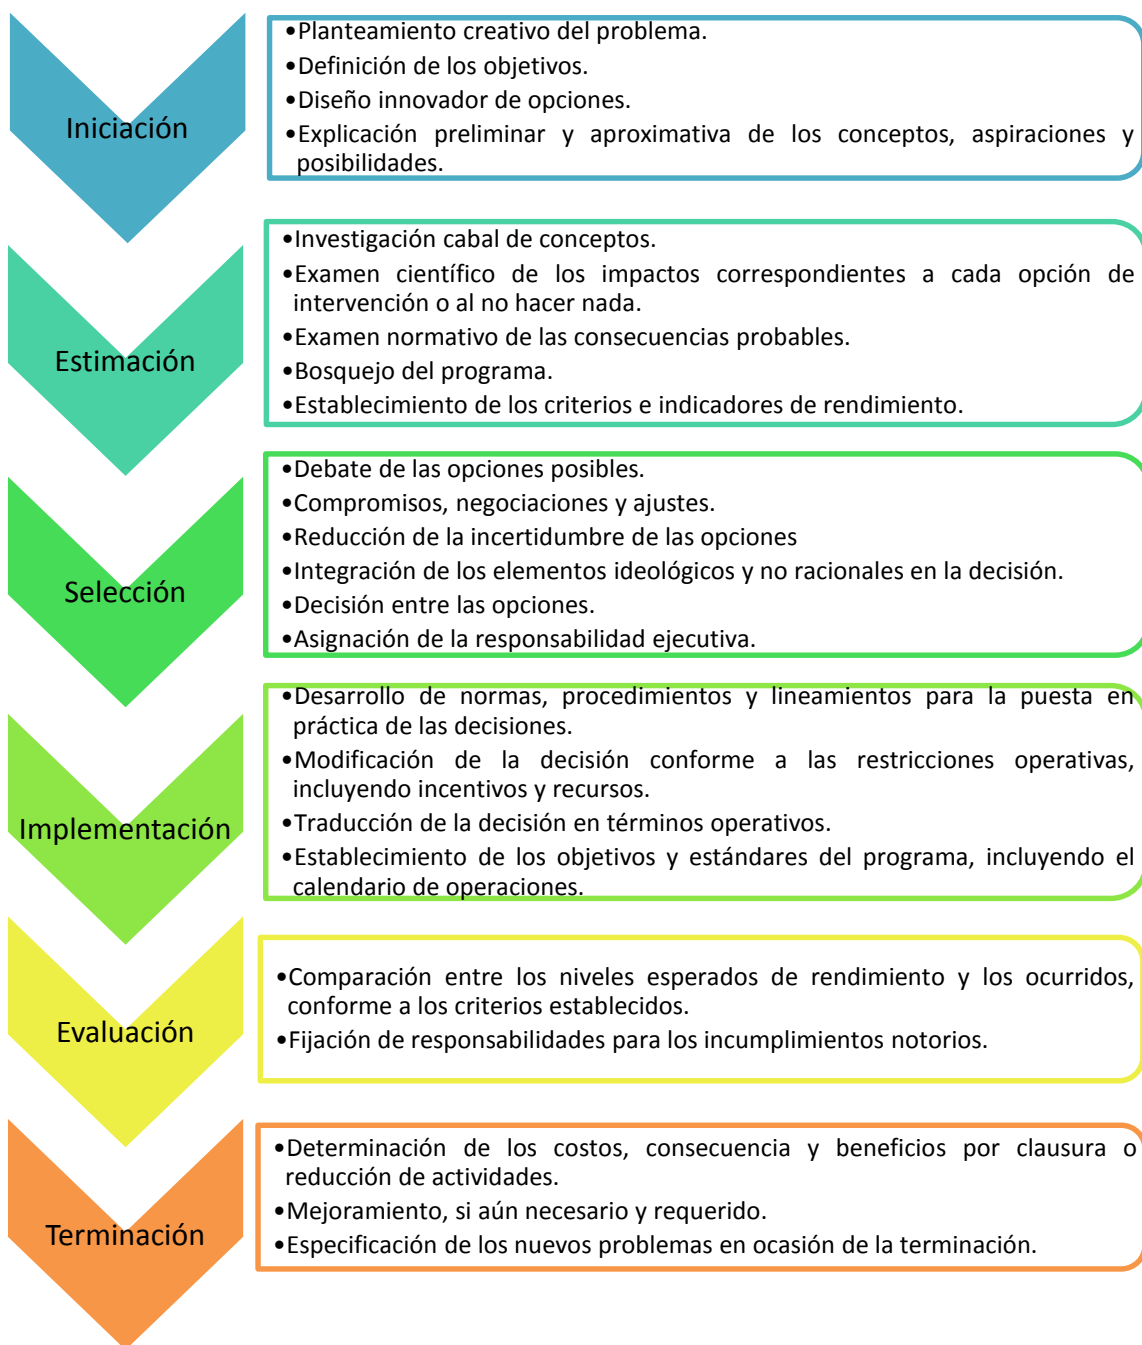 Iniciación
•Planteamiento creativo del problema.
•Definición de los objetivos.
•Diseño innovador de opciones.
•Explicación preliminar y aproximativa de los conceptos, aspiraciones y
posibilidades.
Estimación
•Investigación cabal de conceptos.
•Examen científico de los impactos correspondientes a cada opción de
intervención o al no hacer nada.
•Examen normativo de las consecuencias probables.
•Bosquejo del programa.
•Establecimiento de los criterios e indicadores de rendimiento.
Selección
•Debate de las opciones posibles.
•Compromisos, negociaciones y ajustes.
•Reducción de la incertidumbre de las opciones
•Integración de los elementos ideológicos y no racionales en la decisión.
•Decisión entre las opciones.
•Asignación de la responsabilidad ejecutiva.
Implementación
•Desarrollo de normas, procedimientos y lineamientos para la puesta en
práctica de las decisiones.
•Modificación de la decisión conforme a las restricciones operativas,
incluyendo incentivos y recursos.
•Traducción de la decisión en términos operativos.
•Establecimiento de los objetivos y estándares del programa, incluyendo el
calendario de operaciones.
Evaluación
•Comparación entre los niveles esperados de rendimiento y los ocurridos,
conforme a los criterios establecidos.
•Fijación de responsabilidades para los incumplimientos notorios.
Terminación
•Determinación de los costos, consecuencia y beneficios por clausura o
reducción de actividades.
•Mejoramiento, si aún necesario y requerido.
•Especificación de los nuevos problemas en ocasión de la terminación.